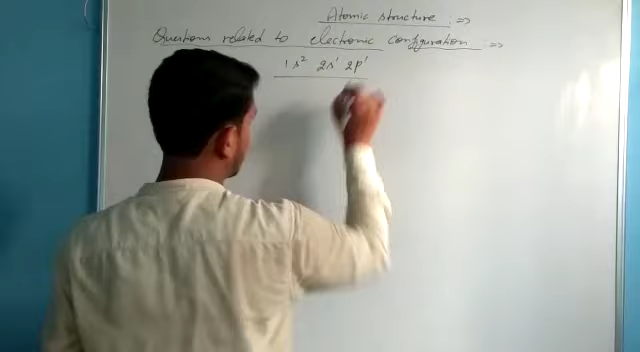 Atomic structure :⇒
Questions related to electronic configuration :⇒
1s² 2s¹ 2p¹